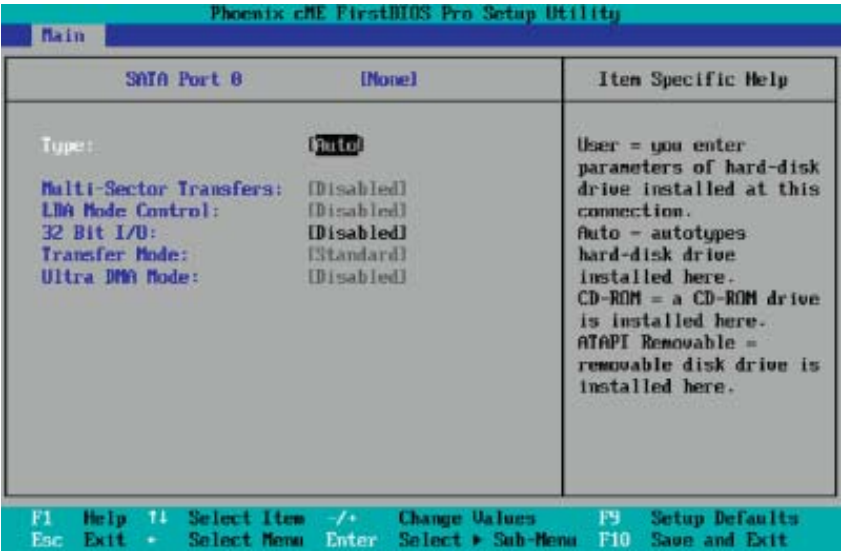 Phoenix cME FirstBIOS Pro Setup Utility
Main
SATA Port 0 [None]
Item Specific Help
Type: [Auto]
Multi-Sector Transfers: [Disabled]
LBA Mode Control: [Disabled]
32 Bit I/O: [Disabled]
Transfer Mode: [Standard]
Ultra DMA Mode: [Disabled]
User = you enter
parameters of hard-disk
drive installed at this
connection.
Auto = autotypes
hard-disk drive
installed here.
CD-ROM = a CD-ROM drive
is installed here.
ATAPI Removable =
removable disk drive is
installed here.
F1 Help ↑↓ Select Item -/+ Change Values F9 Setup Defaults
Esc Exit ↔ Select Menu Enter Select ▶ Sub-Menu F10 Save and Exit